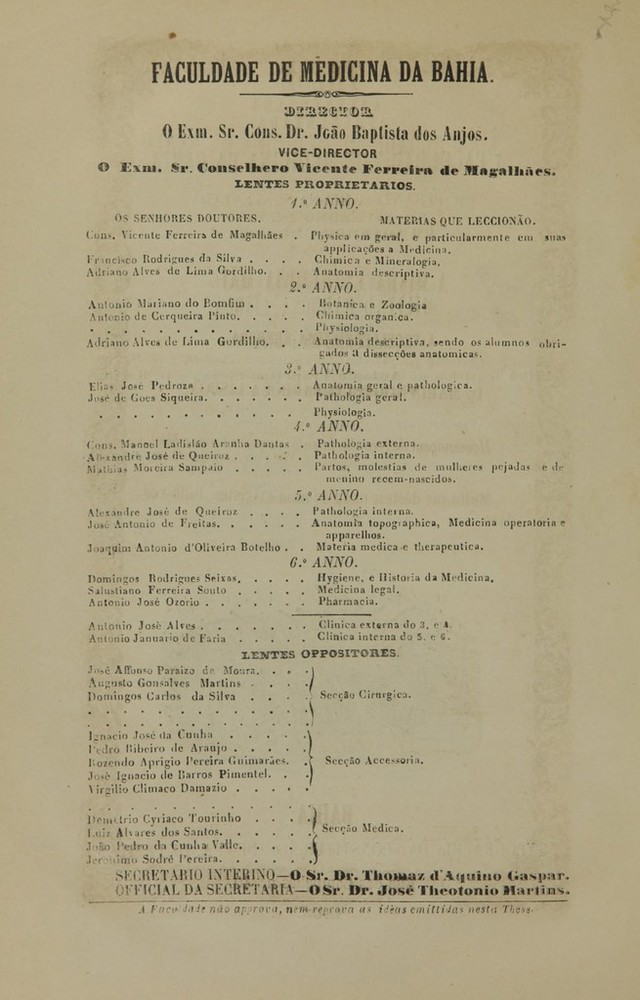 FACULDADE DE MEDICINA DA BAHIA.
DIRECTOR
O Exm. Sr. Cons. Dr. João Baptista dos Anjos.
VICE-DIRECTOR
O Exm. Sr. Conselhero Vicente Ferreira de Magalhães.
LENTES PROPRIETARIOS.
1.º ANNO.
OS SENHORES DOUTORES. MATERIAS QUE LECCIONÃO.
Cons. Vicente Ferreira de Magalhães . Physica em geral, e particularmente em suas
applicações a Medicina.
Francisco Rodrigues da Silva . . . . Chimica e Mineralogia.
Adriano Alves de Lima Gordilho. . . Anatomia descriptiva.
2.º ANNO.
Antonio Mariano do Bomfim . . . . Botanica e Zoologia
Antonio de Cerqueira Pinto. . . . . Chimica organica.
. . . . . . . . . . . . . Physiologia.
Adriano Alves de Lima Gordilho. . . Anatomia descriptiva, sendo os alumnos obri-
gados á dissecções anatomicas.
3.º ANNO.
Elias José Pedroza . . . . . . . Anatomia geral e pathologica.
José de Goes Siqueira. . . . . . . Pathologia geral.
. . . . . . . . . . . . Physiologia.
4.º ANNO.
Cons. Manoel Ladisláo Aranha Dantas . Pathologia externa.
Alexandre José de Queiroz . . . . . Pathologia interna.
Mathias Moreira Sampaio . . . . . Partos, molestias de mulheres pejadas e de
menino recem-nascidos.
5.º ANNO.
Alexandre José de Queiroz . . . . Pathologia interna.
José Antonio de Freitas. . . . . . Anatomia topographica, Medicina operatoria e
apparelhos.
Joaquim Antonio d'Oliveira Botelho . . Materia medica e therapeutica.
6.º ANNO.
Domingos Rodrigues Seixas. . . . . Hygiene, e Historia da Medicina.
Salustiano Ferreira Souto . . . . . Medicina legal.
Antonio José Ozorio . . . . . . . Pharmacia.
Antonio José Alves . . . . . . . Clinica externa do 3. e 4.
Antonio Januario de Faria . . . . . Clinica interna do 5. e 6.
LENTES OPPOSITORES.
José Affonso Paraizo de Moura. . . .
Augusto Gonsalves Martins . . . .
Domingos Carlos da Silva . . . . Secção Cirurgica.
. . . . . . . . . . . .
. . . . . . . . . . . .
Ignacio José da Cunha . . . . .
Pedro Ribeiro de Araujo . . . . .
Rozendo Aprigio Pereira Guimarães. . Secção Accessoria.
José Ignacio de Barros Pimentel. . .
Virgilio Climaco Damazio . . . . .
. . . . . . . . . . . .
Demetrio Cyriaco Tourinho . . . .
Luiz Alvares dos Santos. . . . . . Secção Medica.
João Pedro da Cunha Valle. . . . .
Jeronimo Sodré Pereira. . . . . .
SECRETARIO INTERINO—O Sr. Dr. Thomaz d'Aquino Gaspar.
OFFICIAL DA SECRETARIA—O Sr. Dr. José Theotonio Martins.
A Faculdade não approva, nem reprova as idéas emittidas nesta These.